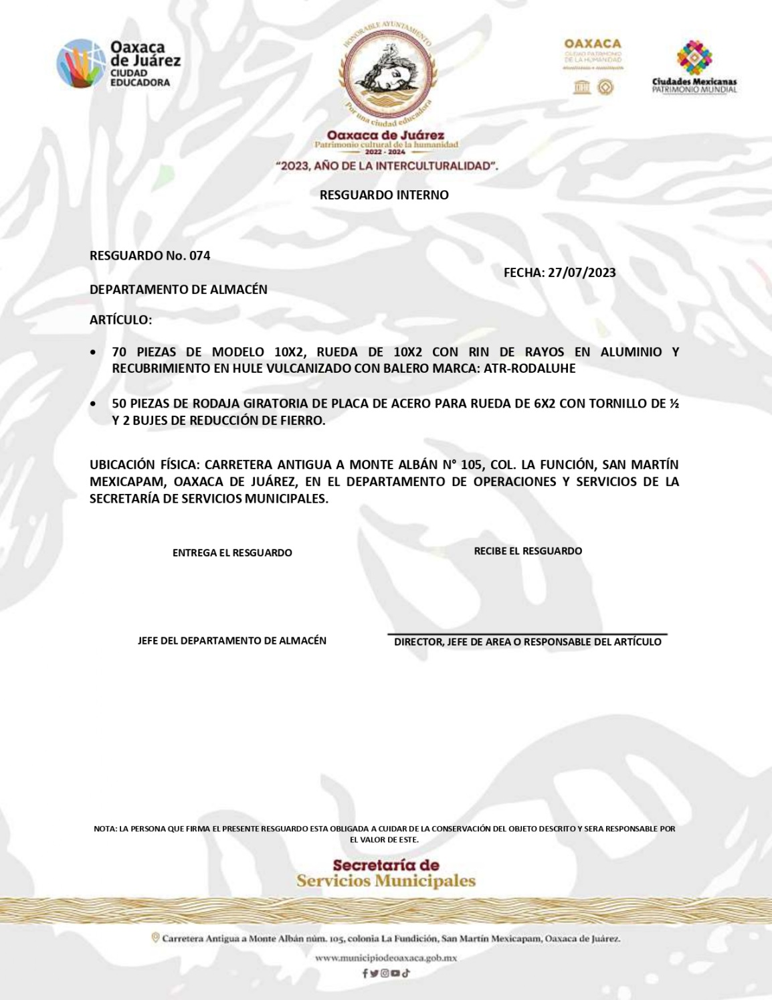 Oaxaca
de Juárez
CIUDAD
EDUCADORA
HONORABLE AYUNTAMIENTO
Por una ciudad educadora
Oaxaca de Juárez
Patrimonio cultural de la humanidad
2022 - 2024
OAXACA
CIUDAD PATRIMONIO
DE LA HUMANIDAD
Ciudades Mexicanas
PATRIMONIO MUNDIAL
“2023, AÑO DE LA INTERCULTURALIDAD”.
RESGUARDO INTERNO
RESGUARDO No. 074
FECHA: 27/07/2023
DEPARTAMENTO DE ALMACÉN
ARTÍCULO:
• 70 PIEZAS DE MODELO 10X2, RUEDA DE 10X2 CON RIN DE RAYOS EN ALUMINIO Y
RECUBRIMIENTO EN HULE VULCANIZADO CON BALERO MARCA: ATR-RODALUHE
• 50 PIEZAS DE RODAJA GIRATORIA DE PLACA DE ACERO PARA RUEDA DE 6X2 CON TORNILLO DE ½
Y 2 BUJES DE REDUCCIÓN DE FIERRO.
UBICACIÓN FÍSICA: CARRETERA ANTIGUA A MONTE ALBÁN N° 105, COL. LA FUNCIÓN, SAN MARTÍN
MEXICAPAM, OAXACA DE JUÁREZ, EN EL DEPARTAMENTO DE OPERACIONES Y SERVICIOS DE LA
SECRETARÍA DE SERVICIOS MUNICIPALES.
ENTREGA EL RESGUARDO
RECIBE EL RESGUARDO
JEFE DEL DEPARTAMENTO DE ALMACÉN
DIRECTOR, JEFE DE AREA O RESPONSABLE DEL ARTÍCULO
NOTA: LA PERSONA QUE FIRMA EL PRESENTE RESGUARDO ESTA OBLIGADA A CUIDAR DE LA CONSERVACIÓN DEL OBJETO DESCRITO Y SERA RESPONSABLE POR
EL VALOR DE ESTE.
Secretaría de
Servicios Municipales
Carretera Antigua a Monte Albán núm. 105, colonia La Fundición, San Martín Mexicapam, Oaxaca de Juárez.
www.municipiodeoaxaca.gob.mx